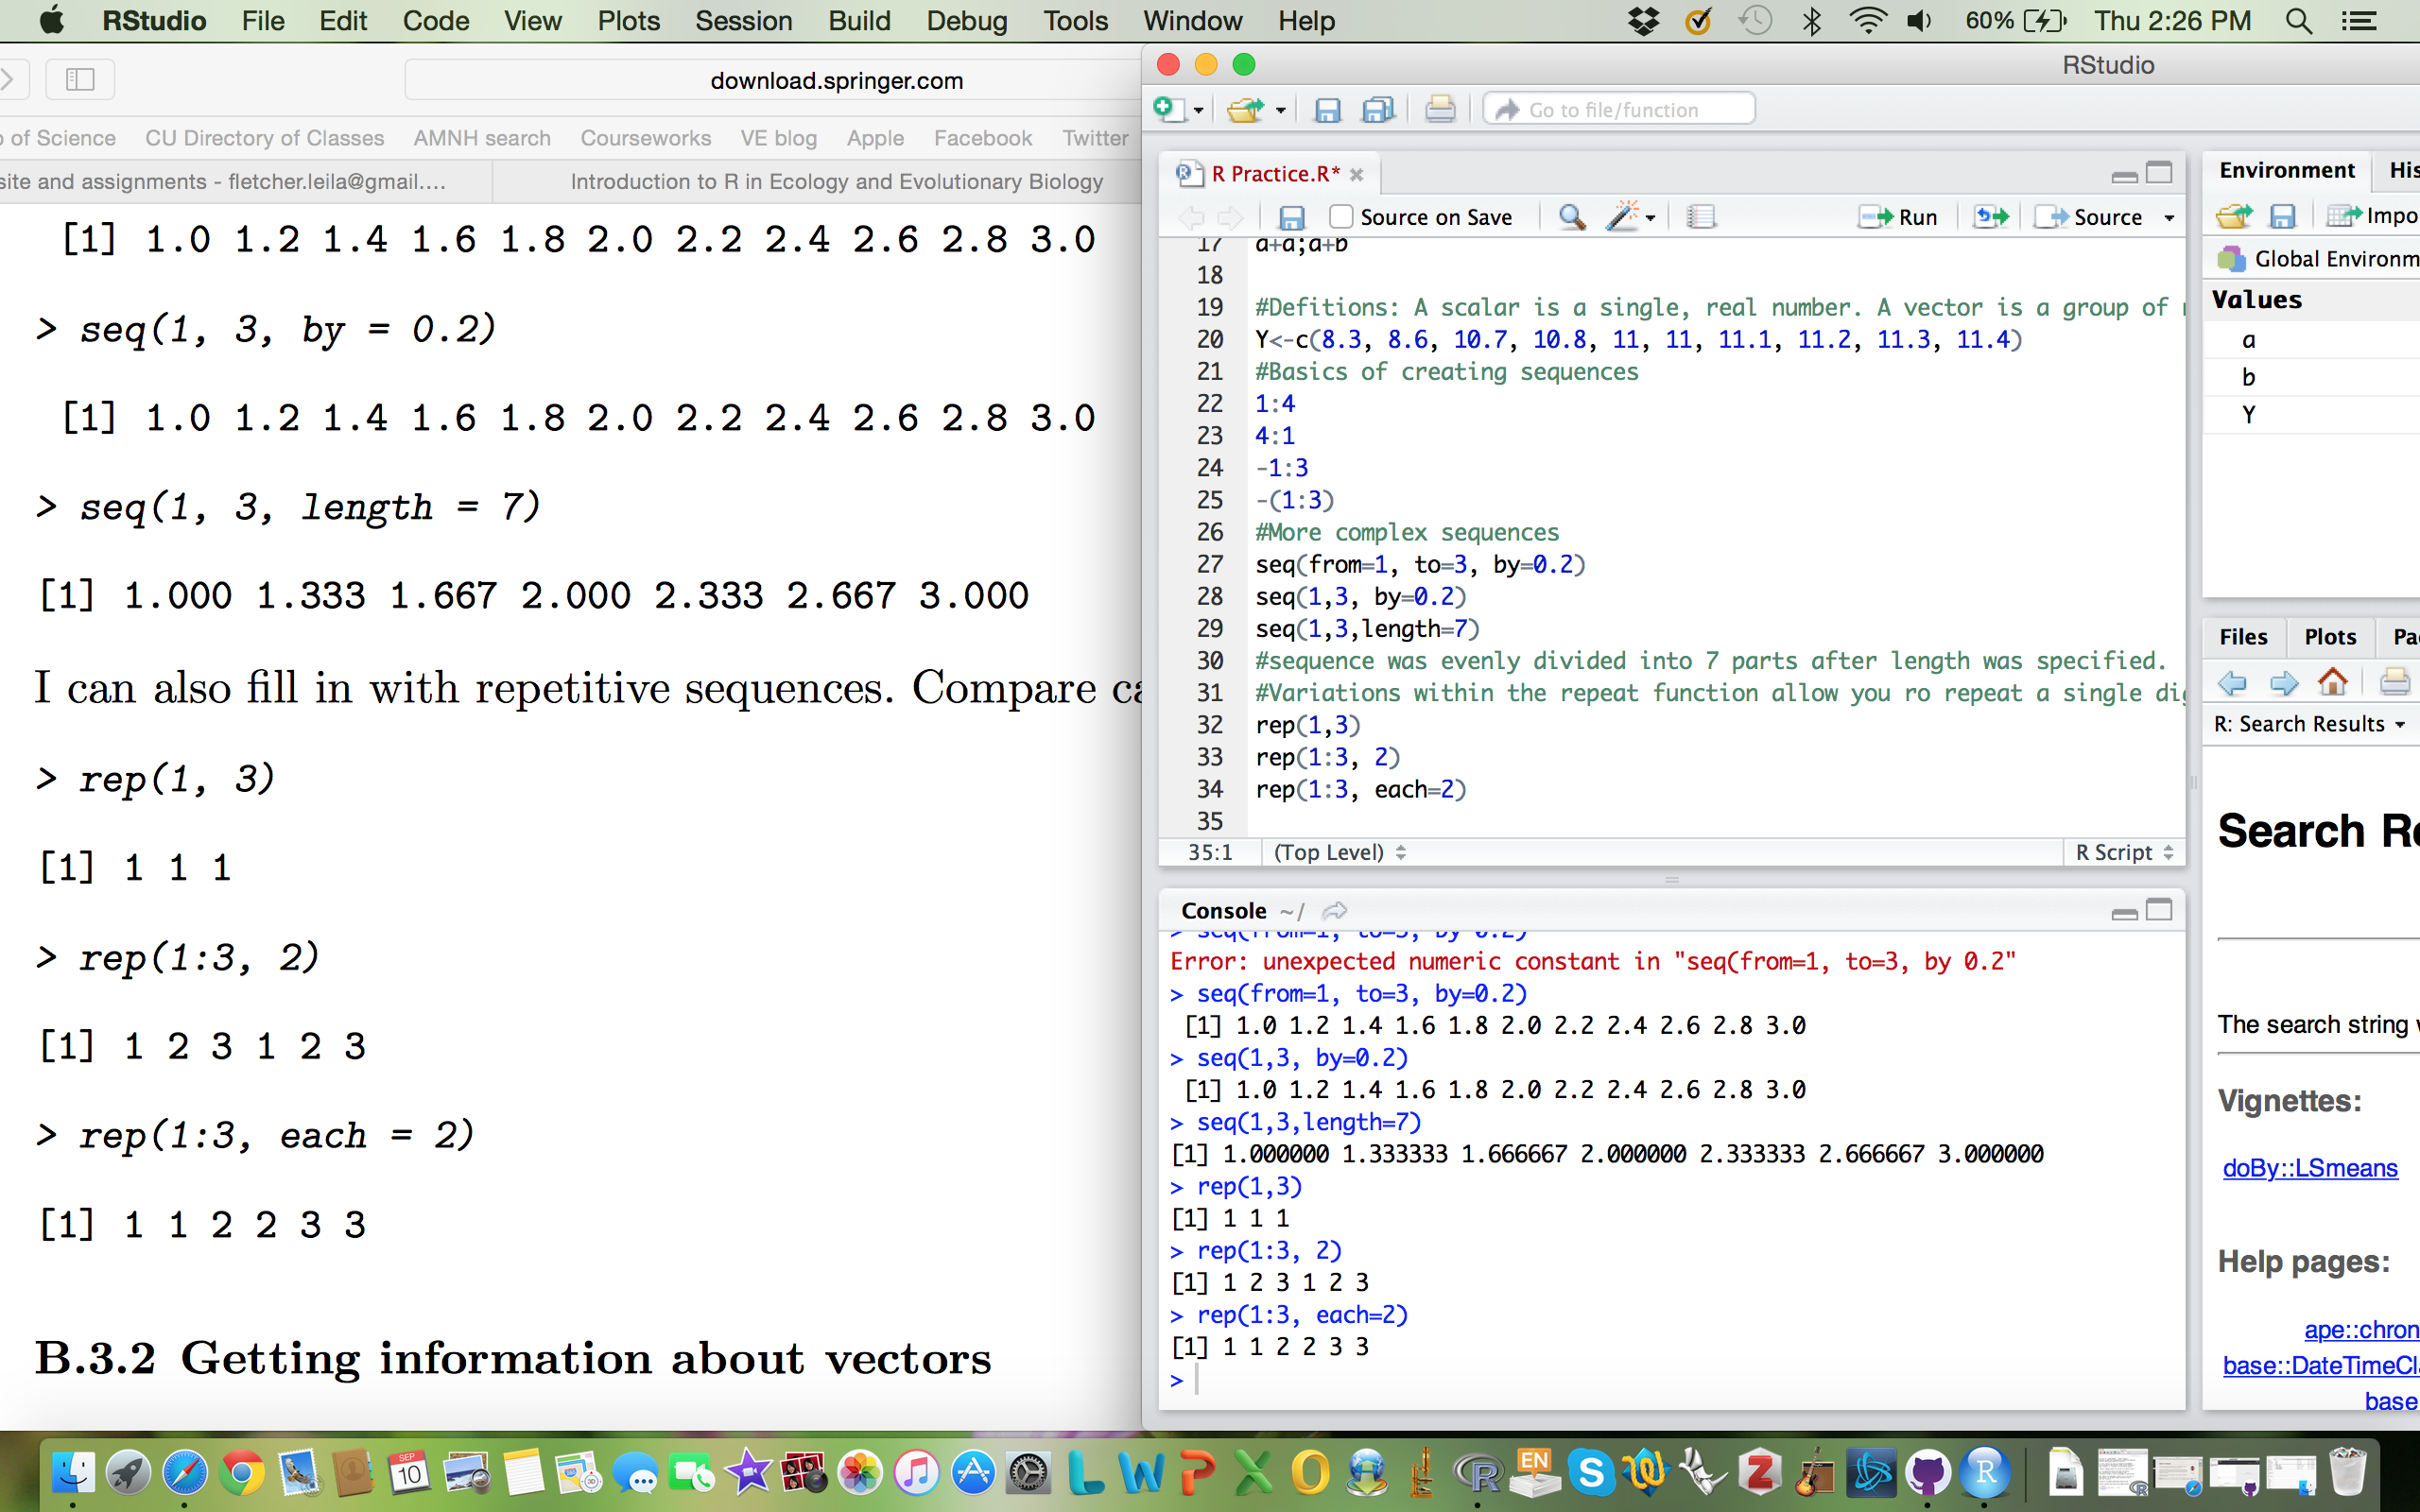 RStudio File Edit Code View Plots Session Build Debug Tools Window Help 60% Thu 2:26 PM
download.springer.com
of Science CU Directory of Classes AMNH search Courseworks VE blog Apple Facebook Twitter
site and assignments - fletcher.leila@gmail.... Introduction to R in Ecology and Evolutionary Biology
[1] 1.0 1.2 1.4 1.6 1.8 2.0 2.2 2.4 2.6 2.8 3.0
> seq(1, 3, by = 0.2)
[1] 1.0 1.2 1.4 1.6 1.8 2.0 2.2 2.4 2.6 2.8 3.0
> seq(1, 3, length = 7)
[1] 1.000 1.333 1.667 2.000 2.333 2.667 3.000
I can also fill in with repetitive sequences. Compare
> rep(1, 3)
[1] 1 1 1
> rep(1:3, 2)
[1] 1 2 3 1 2 3
> rep(1:3, each = 2)
[1] 1 1 2 2 3 3
B.3.2 Getting information about vectors
RStudio
Go to file/function
R Practice.R*
Source on Save Run Source
17 a+a;a+b
18
19 #Defitions: A scalar is a single, real number. A vector is a group of
20 Y<-c(8.3, 8.6, 10.7, 10.8, 11, 11, 11.1, 11.2, 11.3, 11.4)
21 #Basics of creating sequences
22 1:4
23 4:1
24 -1:3
25 -(1:3)
26 #More complex sequences
27 seq(from=1, to=3, by=0.2)
28 seq(1,3, by=0.2)
29 seq(1,3,length=7)
30 #sequence was evenly divided into 7 parts after length was specified.
31 #Variations within the repeat function allow you ro repeat a single
32 rep(1,3)
33 rep(1:3, 2)
34 rep(1:3, each=2)
35
35:1 (Top Level) R Script
Console ~/
> seq(from=1, to=3, by 0.2)
Error: unexpected numeric constant in "seq(from=1, to=3, by 0.2"
> seq(from=1, to=3, by=0.2)
[1] 1.0 1.2 1.4 1.6 1.8 2.0 2.2 2.4 2.6 2.8 3.0
> seq(1,3, by=0.2)
[1] 1.0 1.2 1.4 1.6 1.8 2.0 2.2 2.4 2.6 2.8 3.0
> seq(1,3,length=7)
[1] 1.000000 1.333333 1.666667 2.000000 2.333333 2.666667 3.000000
> rep(1,3)
[1] 1 1 1
> rep(1:3, 2)
[1] 1 2 3 1 2 3
> rep(1:3, each=2)
[1] 1 1 2 2 3 3
>
Environment His
Impo
Global Environm
Values
a
b
Y
Files Plots Pa
R: Search Results
Search Re
The search string
Vignettes:
doBy::LSmeans
Help pages:
ape::chron
base::DateTimeCl
base
SEP
10
L W P X O R EN S Z R